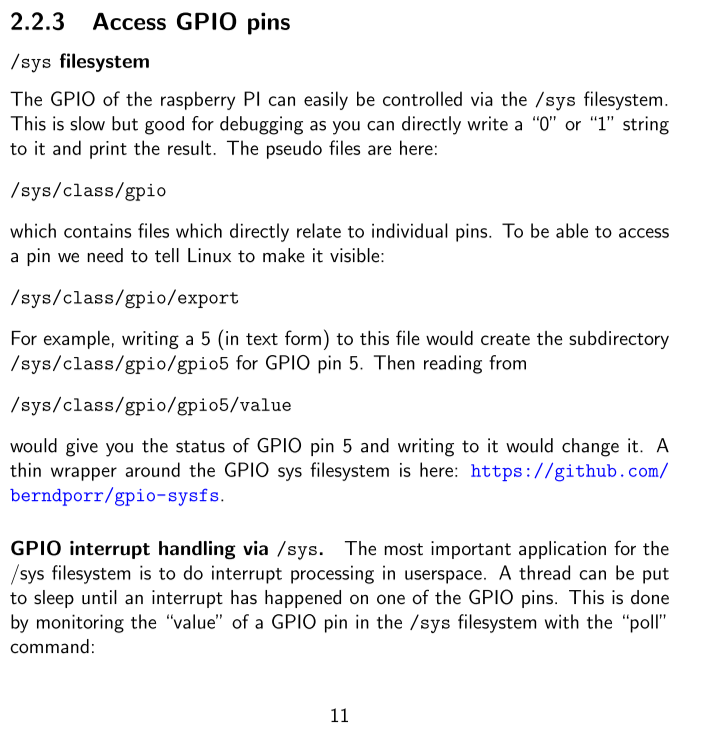 2.2.3 Access GPIO pins
/sys filesystem
The GPIO of the raspberry PI can easily be controlled via the /sys filesystem.
This is slow but good for debugging as you can directly write a “0” or “1” string
to it and print the result. The pseudo files are here:
/sys/class/gpio
which contains files which directly relate to individual pins. To be able to access
a pin we need to tell Linux to make it visible:
/sys/class/gpio/export
For example, writing a 5 (in text form) to this file would create the subdirectory
/sys/class/gpio/gpio5 for GPIO pin 5. Then reading from
/sys/class/gpio/gpio5/value
would give you the status of GPIO pin 5 and writing to it would change it. A
thin wrapper around the GPIO sys filesystem is here: https://github.com/
berndporr/gpio-sysfs.
GPIO interrupt handling via /sys. The most important application for the
/sys filesystem is to do interrupt processing in userspace. A thread can be put
to sleep until an interrupt has happened on one of the GPIO pins. This is done
by monitoring the “value” of a GPIO pin in the /sys filesystem with the “poll”
command:
11